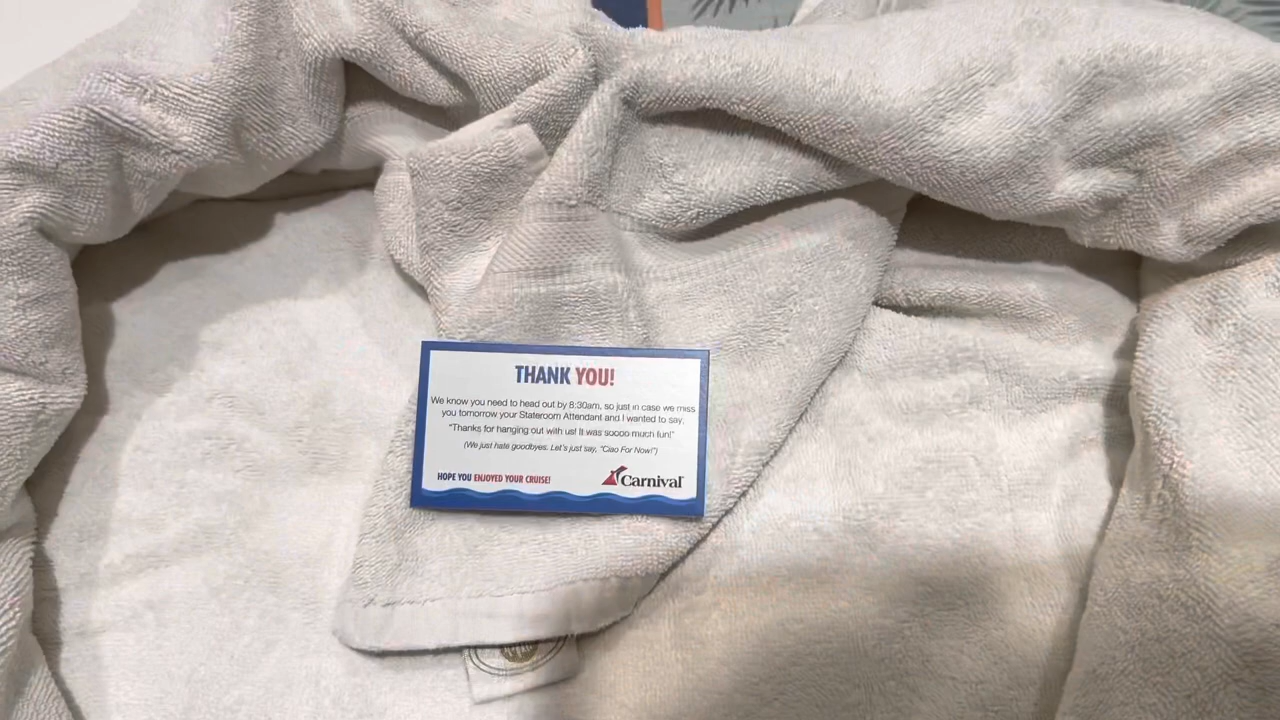 THANK YOU!
We know you need to head out by 8:30am, so just in case we miss
you tomorrow your Stateroom Attendant and I wanted to say,
"Thanks for hanging out with us! It was socoo much fun!"
(We just hate goodbyes. Let's just say, "Ciao For Now!")
HOPE YOU ENJOYED YOUR CRUISE!
Carnival